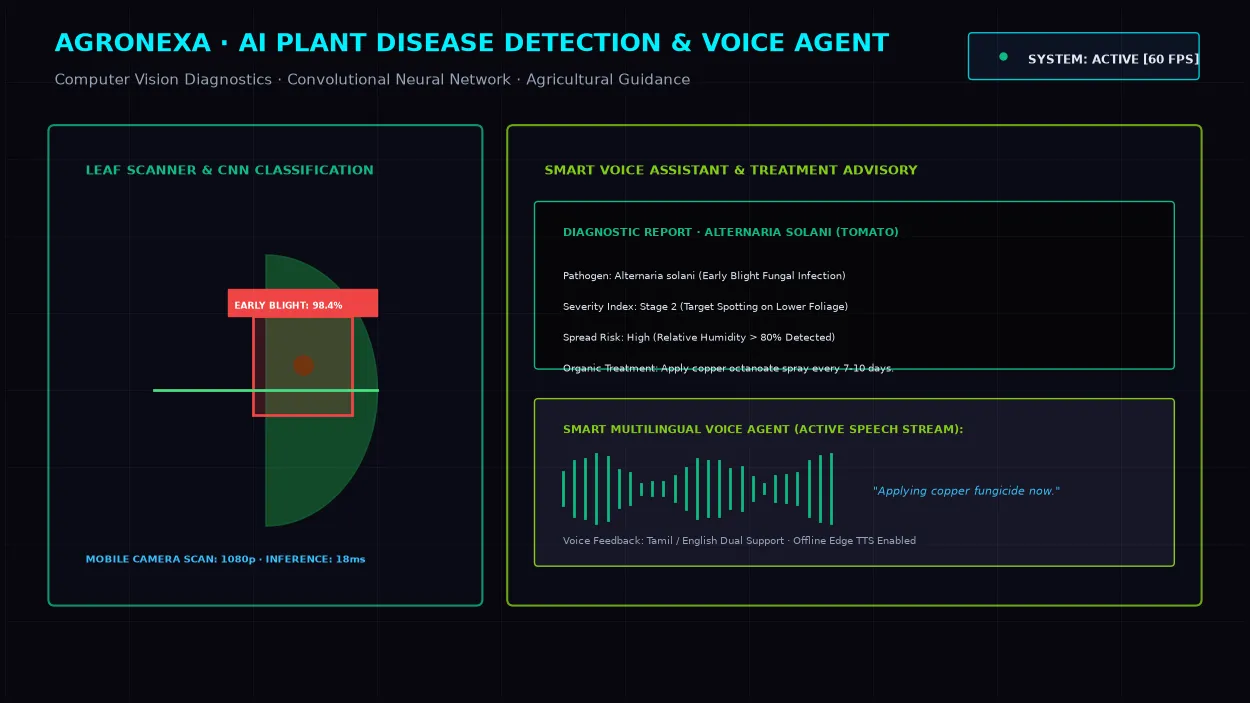 AGRONEXA · AI PLANT DISEASE DETECTION & VOICE AGENT
Computer Vision Diagnostics · Convolutional Neural Network · Agricultural Guidance
SYSTEM: ACTIVE [60 FPS]
LEAF SCANNER & CNN CLASSIFICATION
EARLY BLIGHT: 98.4%
MOBILE CAMERA SCAN: 1080p · INFERENCE: 18ms
SMART VOICE ASSISTANT & TREATMENT ADVISORY
DIAGNOSTIC REPORT · ALTERNARIA SOLANI (TOMATO)
Pathogen: Alternaria solani (Early Blight Fungal Infection)
Severity Index: Stage 2 (Target Spotting on Lower Foliage)
Spread Risk: High (Relative Humidity > 80% Detected)
Organic Treatment: Apply copper octanoate spray every 7-10 days.
SMART MULTILINGUAL VOICE AGENT (ACTIVE SPEECH STREAM):
"Applying copper fungicide now."
Voice Feedback: Tamil / English Dual Support · Offline Edge TTS Enabled